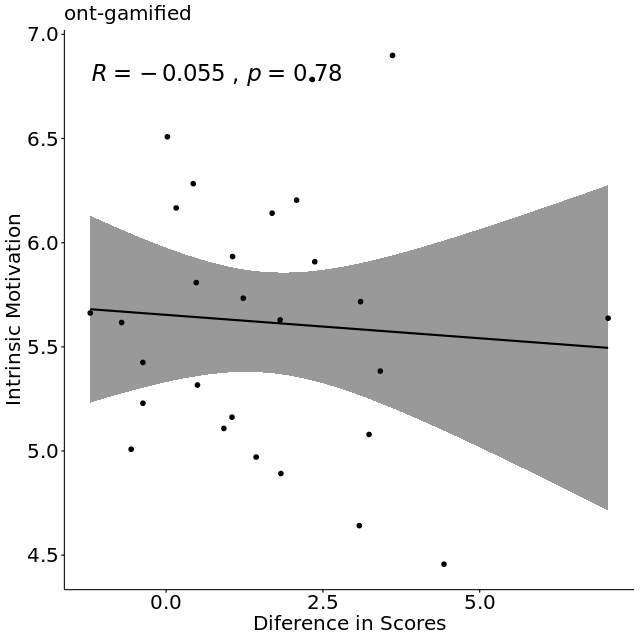 ont-gamified
R = −0.055 , p = 0.78
7.0
6.5
6.0
5.5
5.0
4.5
Intrinsic Motivation
0.0 2.5 5.0
Diference in Scores